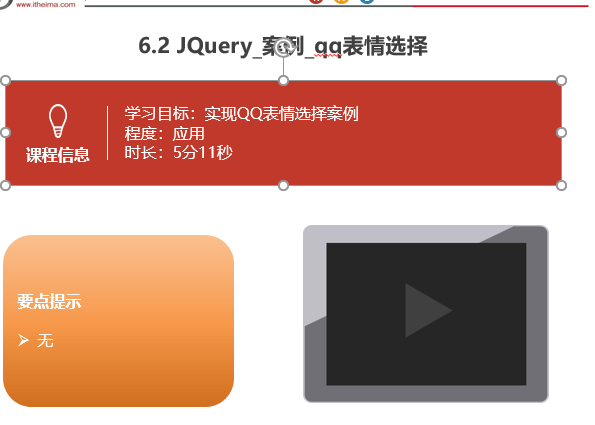 www.itheima.com
6.2 JQuery_案例_qq表情选择
学习目标：实现QQ表情选择案例
程度：应用
时长：5分11秒
课程信息
要点提示
➢ 无